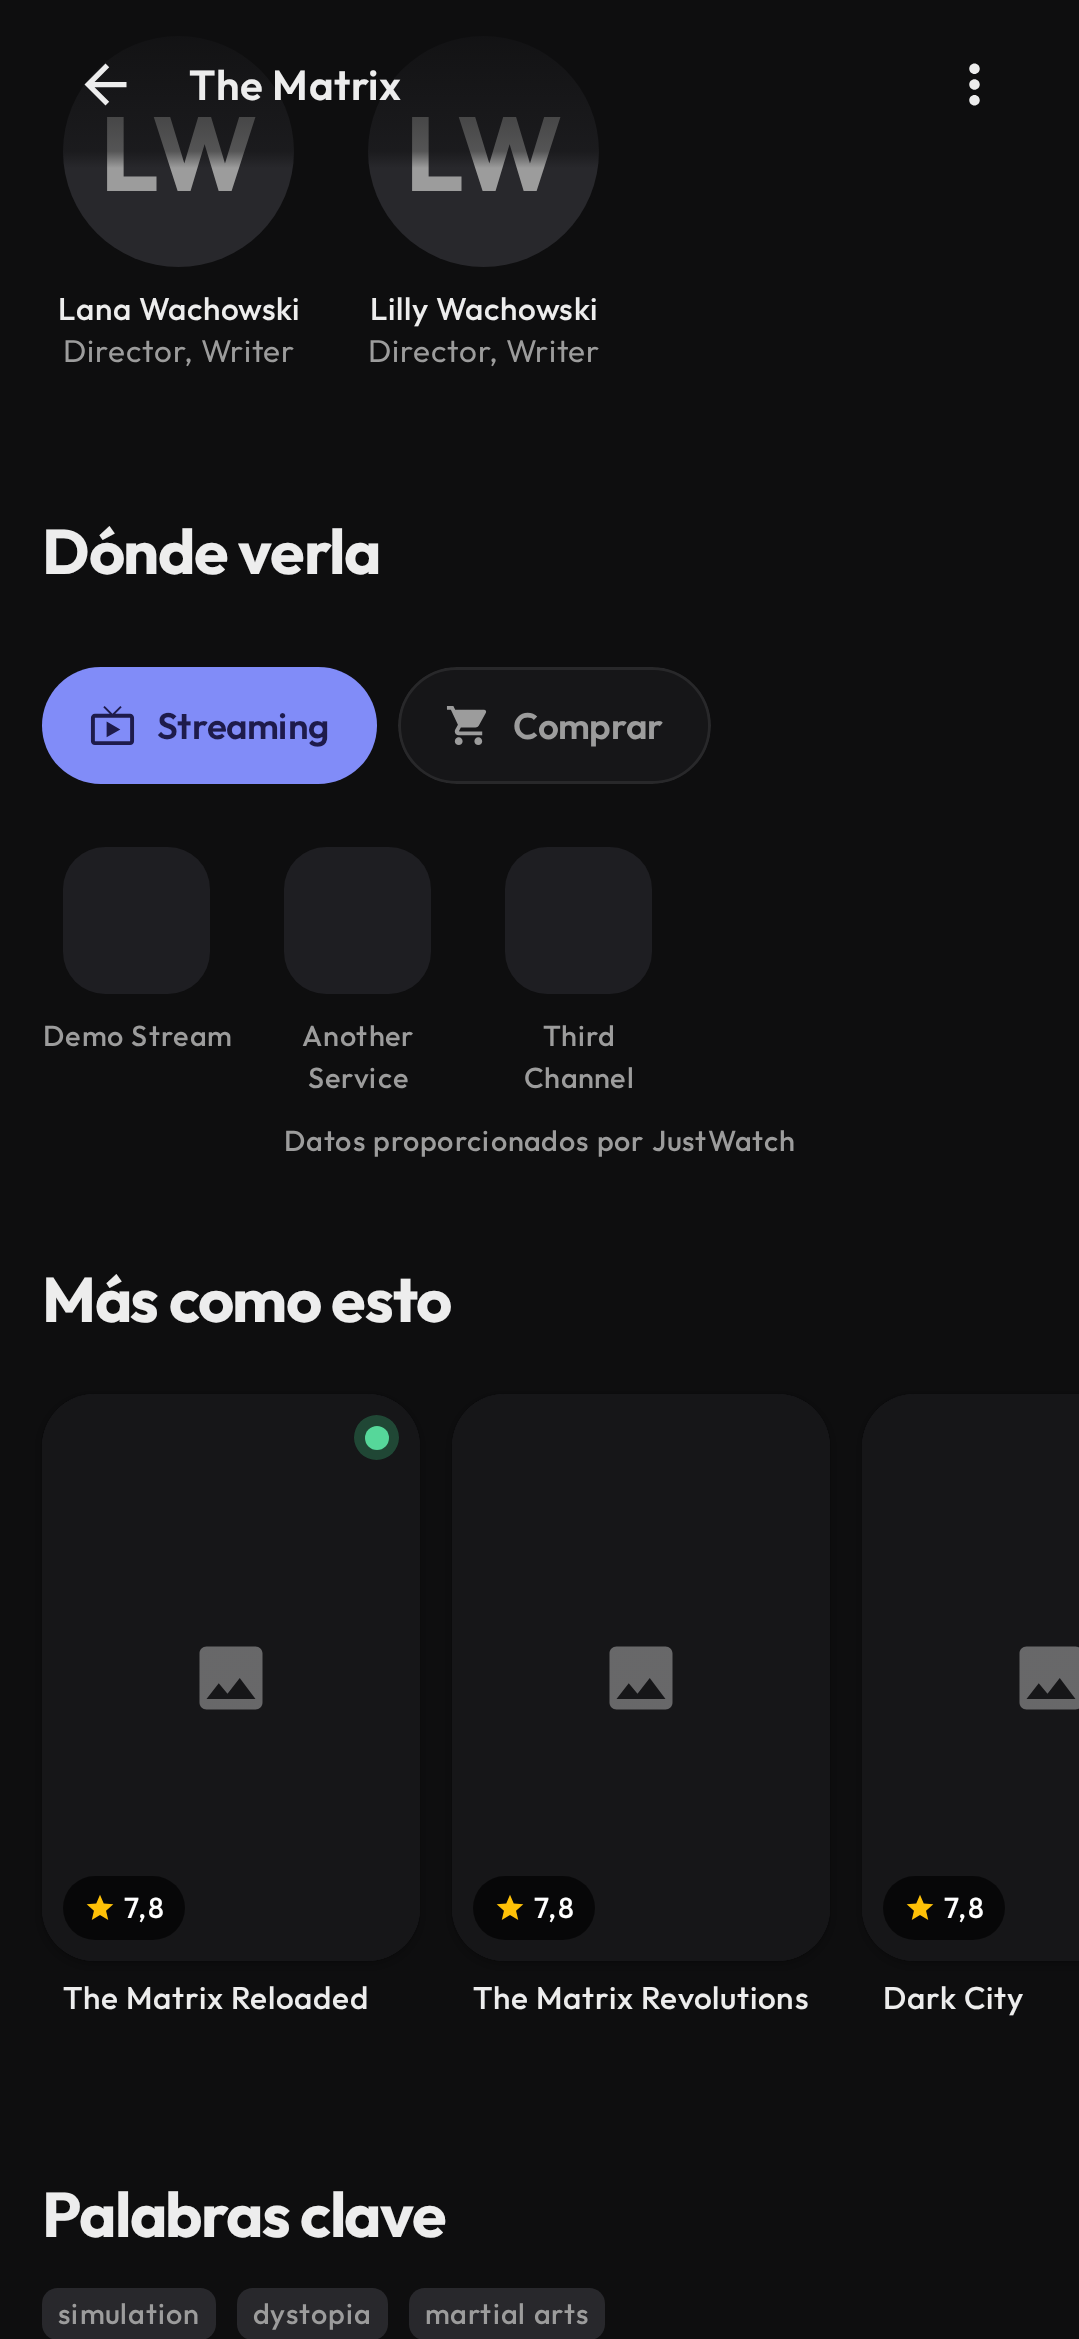 The Matrix
LW LW
Lana Wachowski Lilly Wachowski
Director, Writer Director, Writer
Dónde verla
Streaming Comprar
Demo Stream Another Third
Service Channel
Datos proporcionados por JustWatch
Más como esto
7,8 7,8 7,8
The Matrix Reloaded The Matrix Revolutions Dark City
Palabras clave
simulation dystopia martial arts